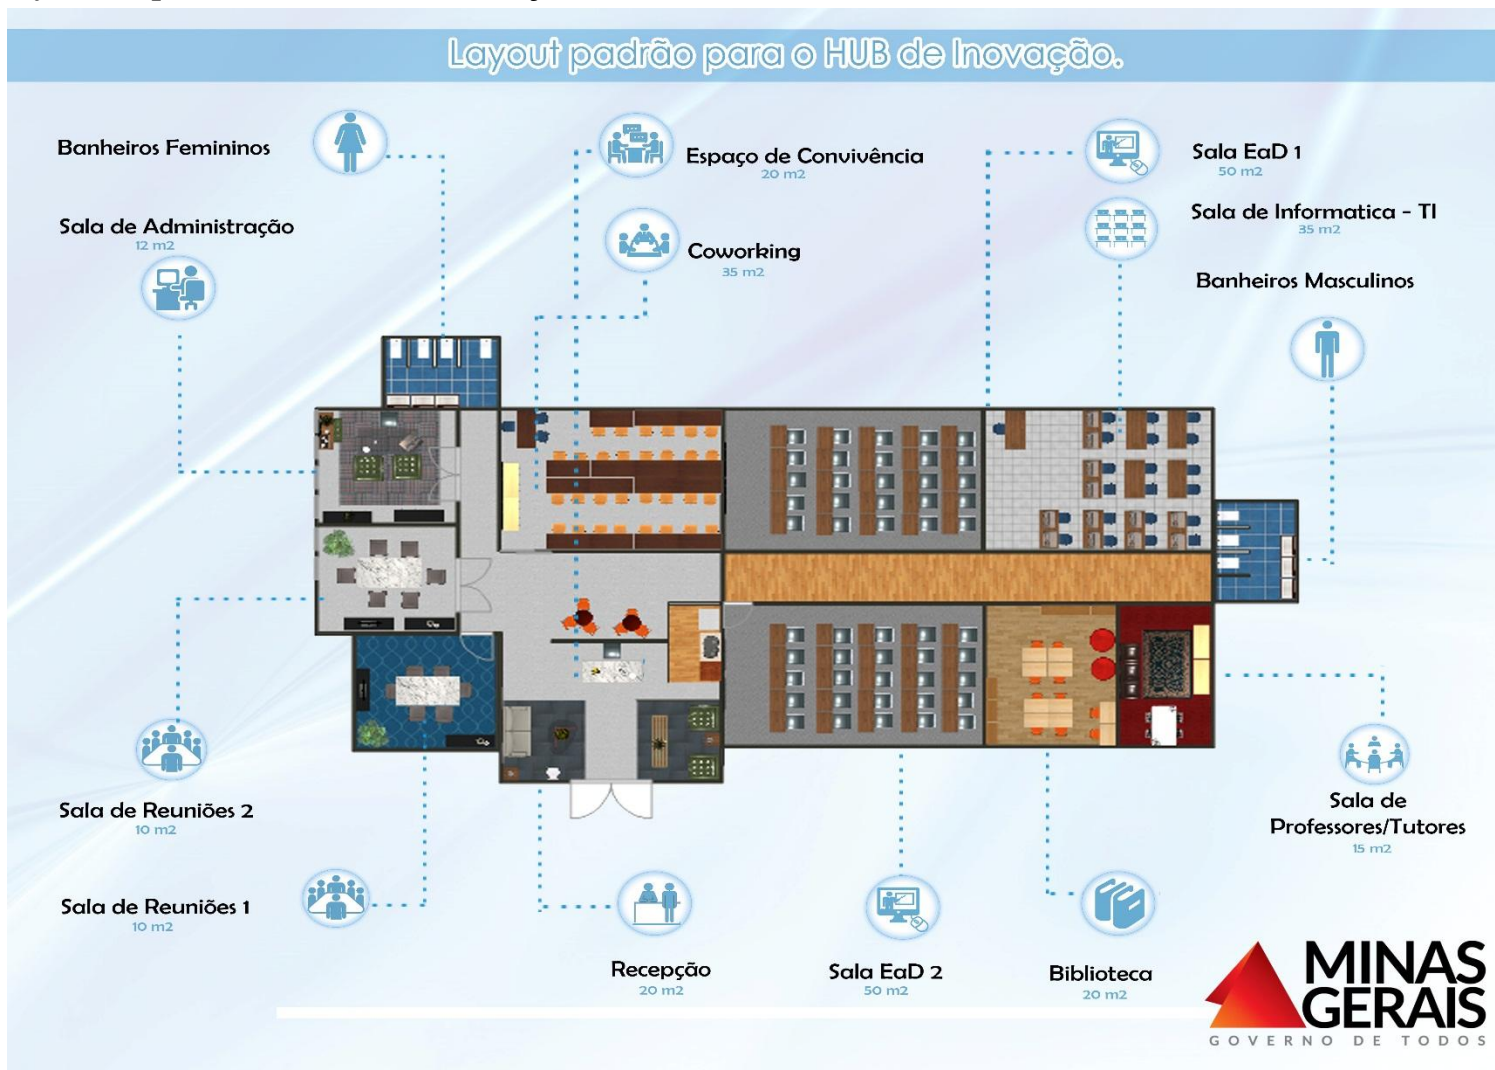 Layout padrão para o HUB de Inovação.
Banheiros Femininos
Sala de Administração
12 m2
Espaço de Convivência
20 m2
Coworking
35 m2
Sala EaD 1
50 m2
Sala de Informatica - TI
35 m2
Banheiros Masculinos
Sala de Reuniões 2
10 m2
Sala de Reuniões 1
10 m2
Recepção
20 m2
Sala EaD 2
50 m2
Biblioteca
20 m2
Sala de
Professores/Tutores
15 m2
MINAS
GERAIS
GOVERNO DE TODOS